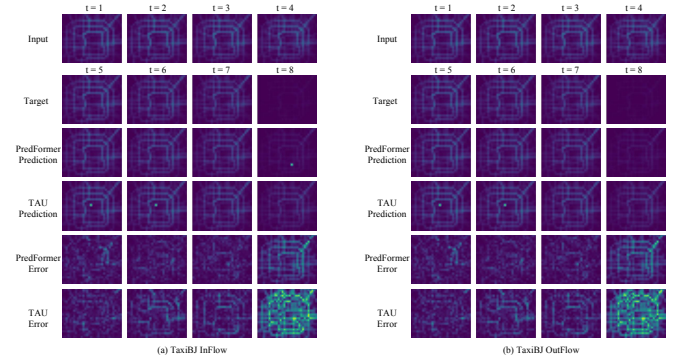 t = 1 t = 2 t = 3 t = 4
Input
t = 5 t = 6 t = 7 t = 8
Target
PredFormer
Prediction
TAU
Prediction
PredFormer
Error
TAU
Error
(a) TaxiBJ InFlow
t = 1 t = 2 t = 3 t = 4
Input
t = 5 t = 6 t = 7 t = 8
Target
PredFormer
Prediction
TAU
Prediction
PredFormer
Error
TAU
Error
(b) TaxiBJ OutFlow